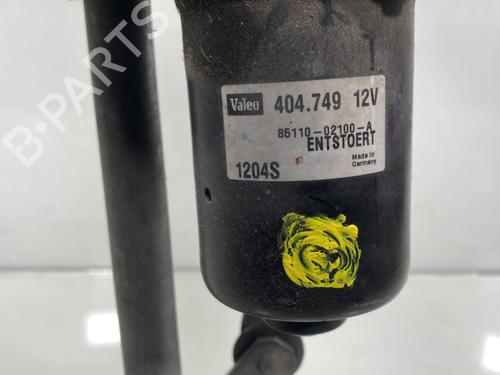 B-PARTS
Valeo 404.749 12V
85110-02100-A
ENTSTOERT
1204S
Made in
Germany